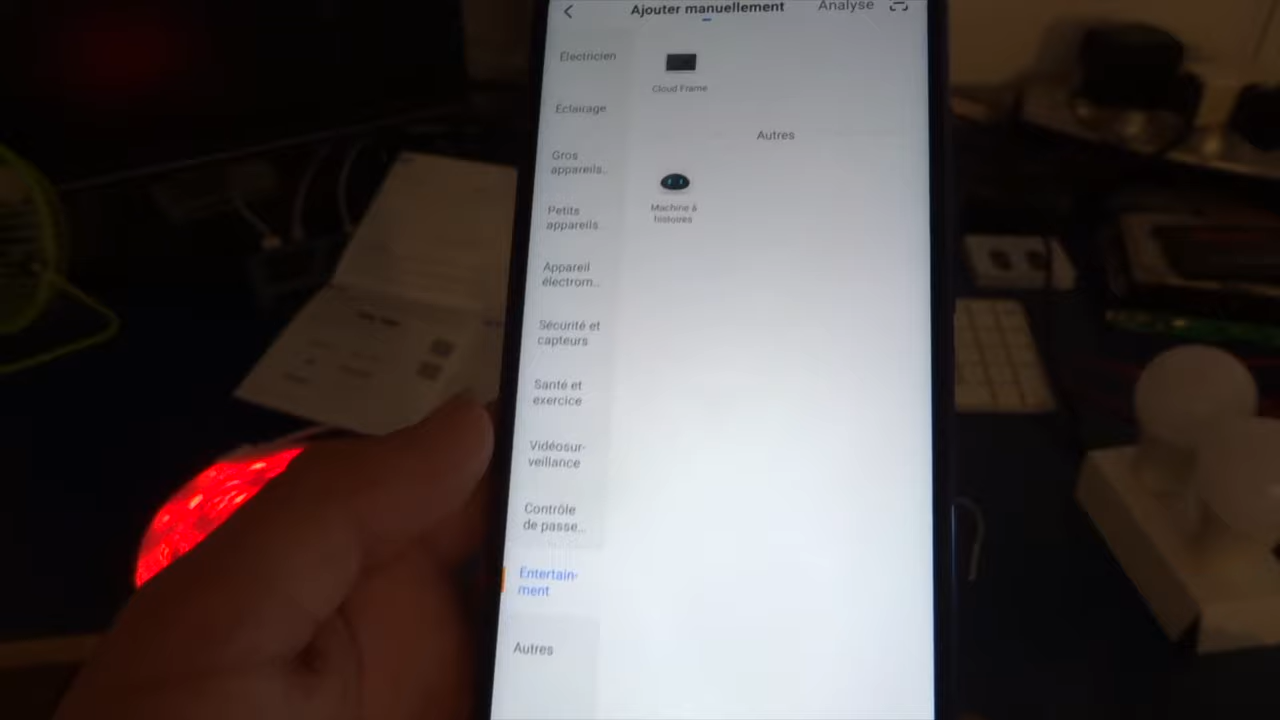 Ajouter manuellement
Analyse
Électricien
Éclairage
Gros
appareils..
Petits
appareils
Appareil
électrom..
Sécurité et
capteurs
Santé et
exercice
Vidéosur-
veillance
Contrôle
de passe...
Entertain-
ment
Autres
Cloud Frame
Autres
Machine à
histoires